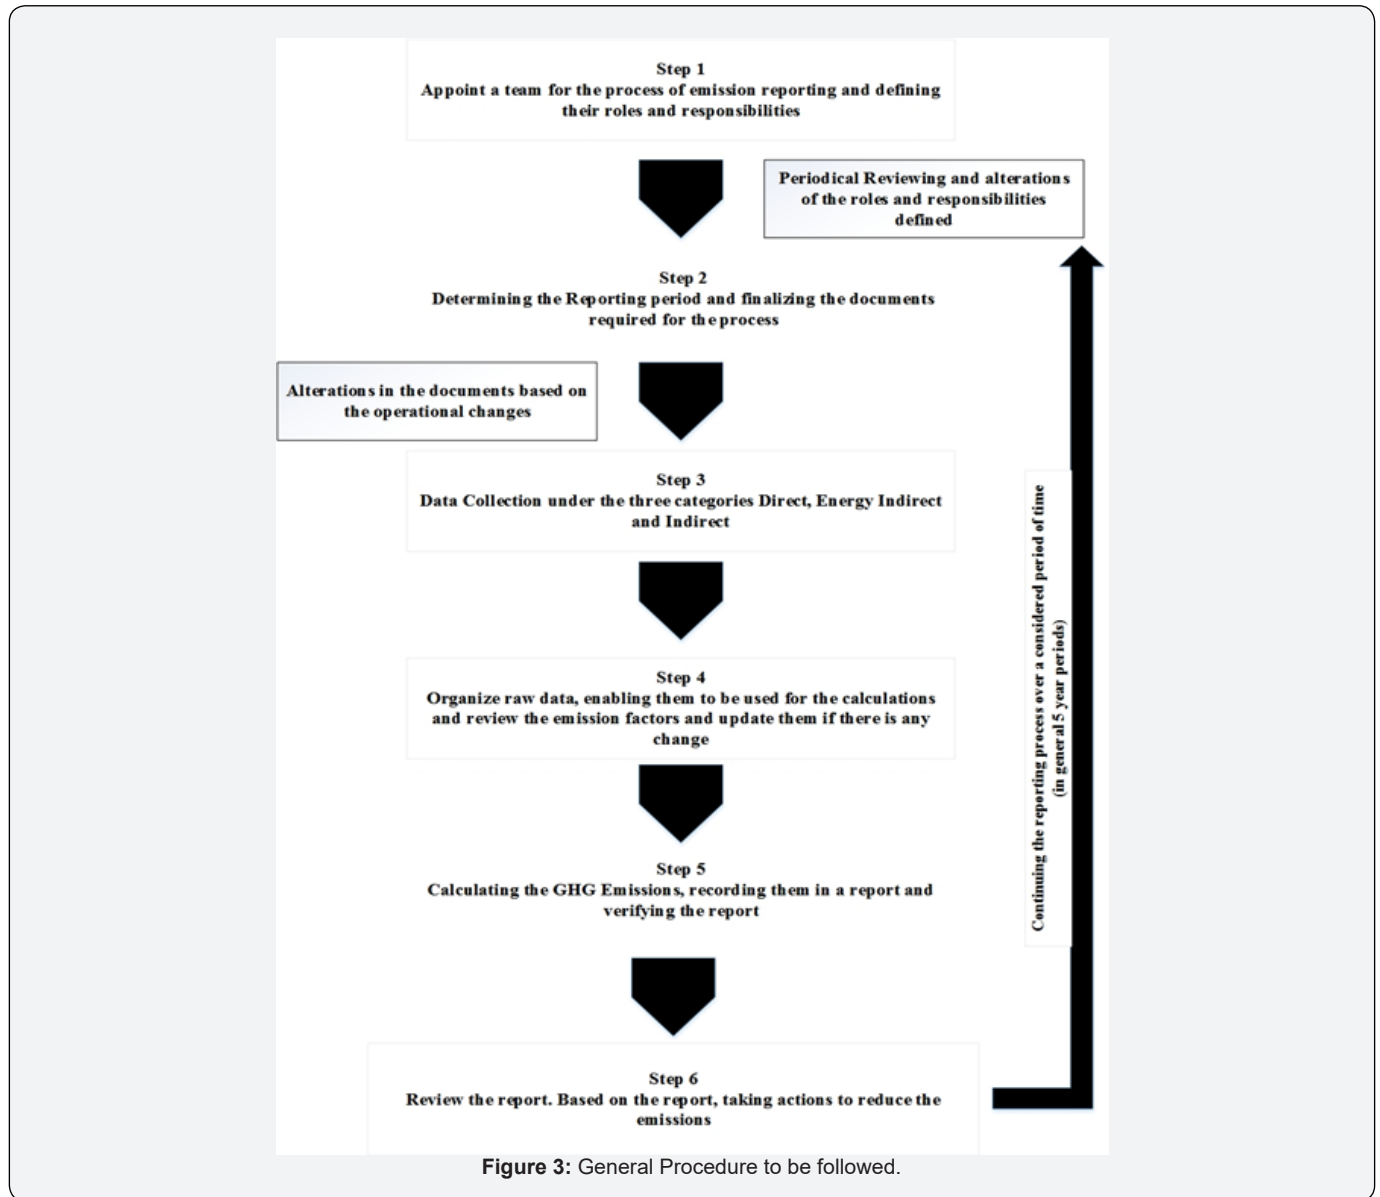 Step 1
Appoint a team for the process of emission reporting and defining
their roles and responsibilities
Periodical Reviewing and alterations
of the roles and responsibilities
defined
Step 2
Determining the Reporting period and finalizing the documents
required for the process
Alterations in the documents based on
the operational changes
Step 3
Data Collection under the three categories Direct, Energy Indirect
and Indirect
Step 4
Organize raw data, enabling them to be used for the calculations
and review the emission factors and update them if there is any
change
Continuing the reporting process over a considered period of time
(in general 5 year periods)
Step 5
Calculating the GHG Emissions, recording them in a report and
verifying the report
Step 6
Review the report. Based on the report, taking actions to reduce the
emissions
Figure 3: General Procedure to be followed.